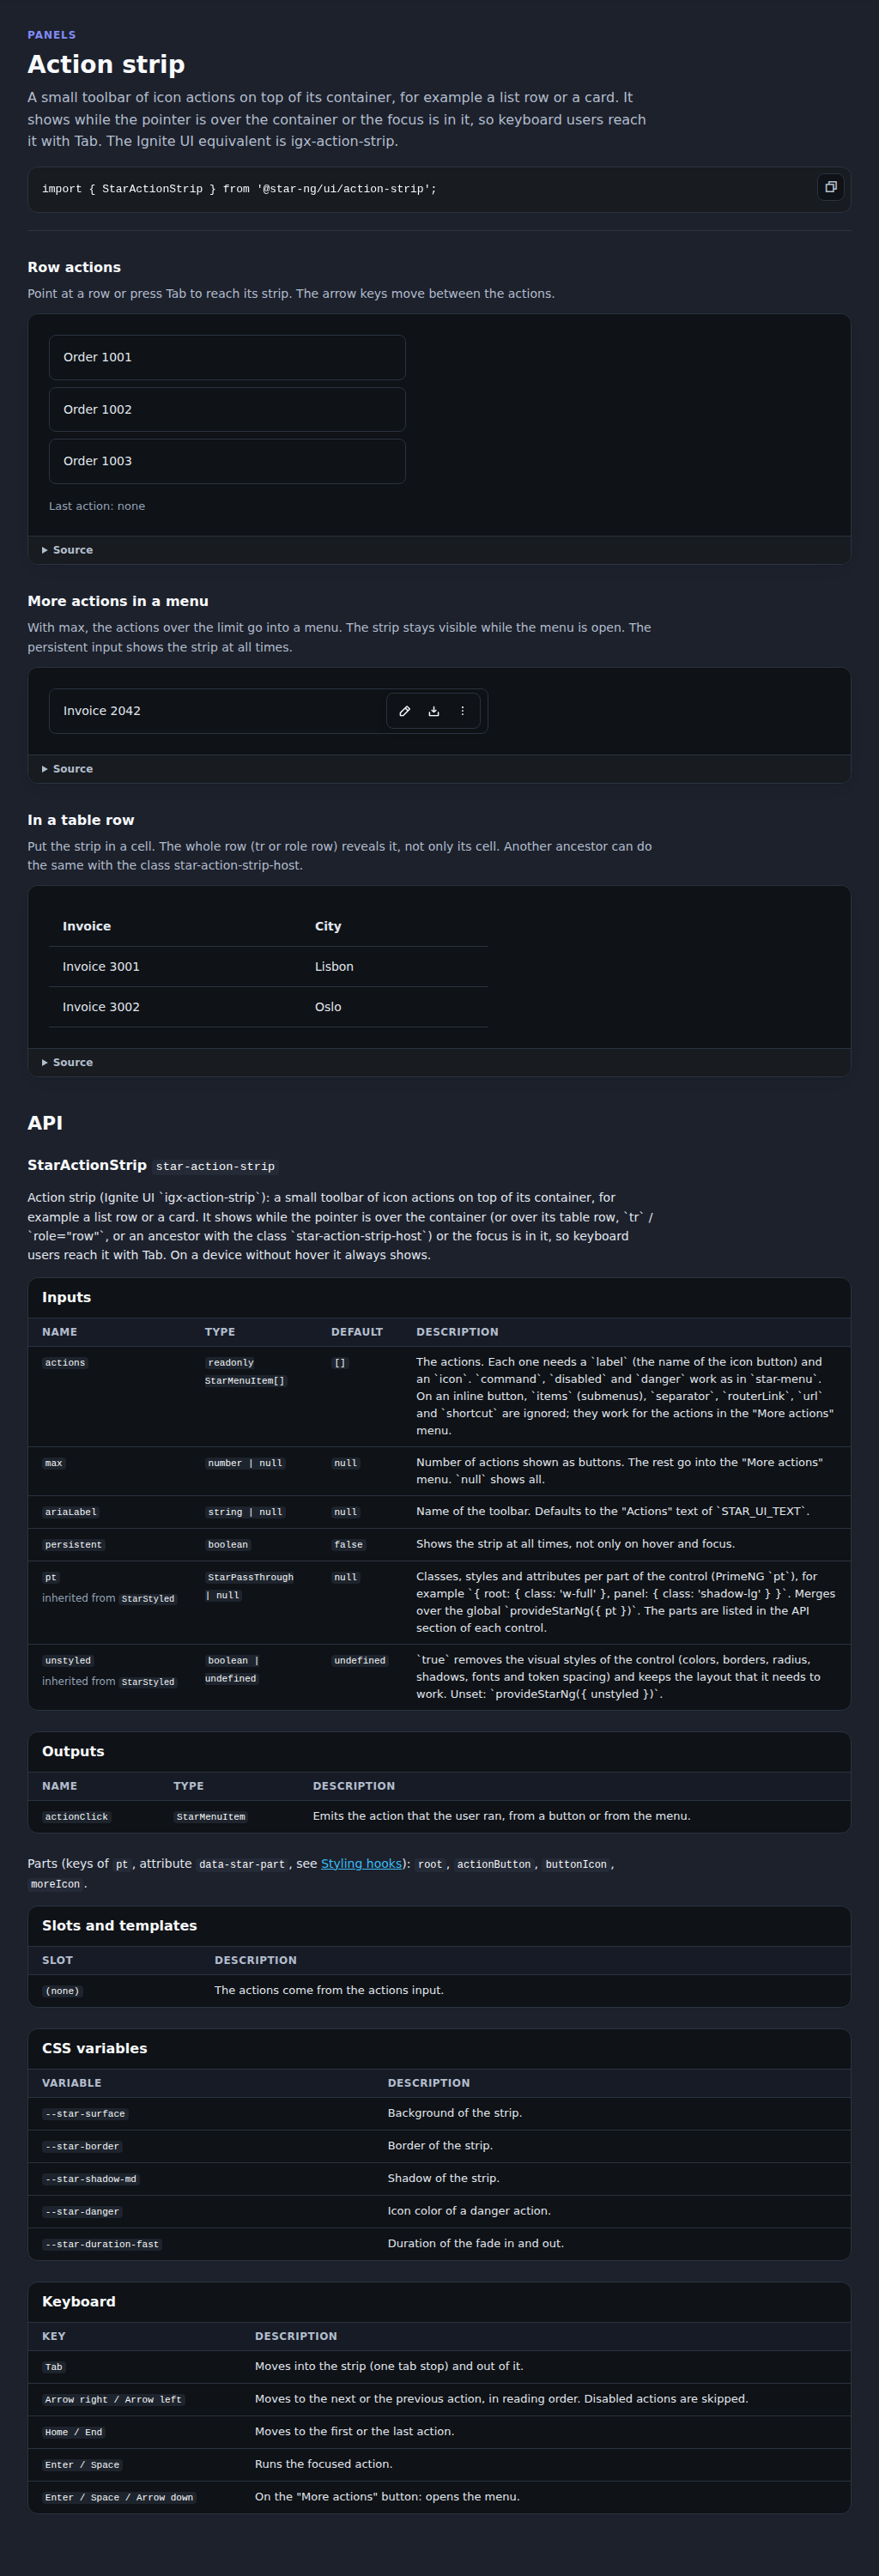 PANELS
Action strip
A small toolbar of icon actions on top of its container, for example a list row or a card. It
shows while the pointer is over the container or the focus is in it, so keyboard users reach
it with Tab. The Ignite UI equivalent is igx-action-strip.
import { StarActionStrip } from '@star-ng/ui/action-strip';
Row actions
Point at a row or press Tab to reach its strip. The arrow keys move between the actions.
Order 1001
Order 1002
Order 1003
Last action: none
Source
More actions in a menu
With max, the actions over the limit go into a menu. The strip stays visible while the menu is open. The
persistent input shows the strip at all times.
Invoice 2042
Source
In a table row
Put the strip in a cell. The whole row (tr or role row) reveals it, not only its cell. Another ancestor can do
the same with the class star-action-strip-host.
Invoice City
Invoice 3001 Lisbon
Invoice 3002 Oslo
Source
API
StarActionStrip star-action-strip
Action strip (Ignite UI `igx-action-strip`): a small toolbar of icon actions on top of its container, for
example a list row or a card. It shows while the pointer is over the container (or over its table row, `tr` /
`role="row"`, or an ancestor with the class `star-action-strip-host`) or the focus is in it, so keyboard
users reach it with Tab. On a device without hover it always shows.
Inputs
NAME TYPE DEFAULT DESCRIPTION
actions readonly StarMenuItem[] [] The actions. Each one needs a `label` (the name of the icon button) and
an `icon`. `command`, `disabled` and `danger` work as in `star-menu`.
On an inline button, `items` (submenus), `separator`, `routerLink`, `url`
and `shortcut` are ignored; they work for the actions in the "More actions"
menu.
max number | null null Number of actions shown as buttons. The rest go into the "More actions"
menu. `null` shows all.
ariaLabel string | null null Name of the toolbar. Defaults to the "Actions" text of `STAR_UI_TEXT`.
persistent boolean false Shows the strip at all times, not only on hover and focus.
pt StarPassThrough | null null Classes, styles and attributes per part of the control (PrimeNG `pt`), for
inherited from StarStyled example `{ root: { class: 'w-full' }, panel: { class: 'shadow-lg' } }`. Merges
over the global `provideStarNg({ pt })`. The parts are listed in the API
section of each control.
unstyled boolean | undefined undefined `true` removes the visual styles of the control (colors, borders, radius,
inherited from StarStyled shadows, fonts and token spacing) and keeps the layout that it needs to
work. Unset: `provideStarNg({ unstyled })`.
Outputs
NAME TYPE DESCRIPTION
actionClick StarMenuItem Emits the action that the user ran, from a button or from the menu.
Parts (keys of pt, attribute data-star-part, see Styling hooks): root, actionButton, buttonIcon,
moreIcon.
Slots and templates
SLOT DESCRIPTION
(none) The actions come from the actions input.
CSS variables
VARIABLE DESCRIPTION
--star-surface Background of the strip.
--star-border Border of the strip.
--star-shadow-md Shadow of the strip.
--star-danger Icon color of a danger action.
--star-duration-fast Duration of the fade in and out.
Keyboard
KEY DESCRIPTION
Tab Moves into the strip (one tab stop) and out of it.
Arrow right / Arrow left Moves to the next or the previous action, in reading order. Disabled actions are skipped.
Home / End Moves to the first or the last action.
Enter / Space Runs the focused action.
Enter / Space / Arrow down On the "More actions" button: opens the menu.